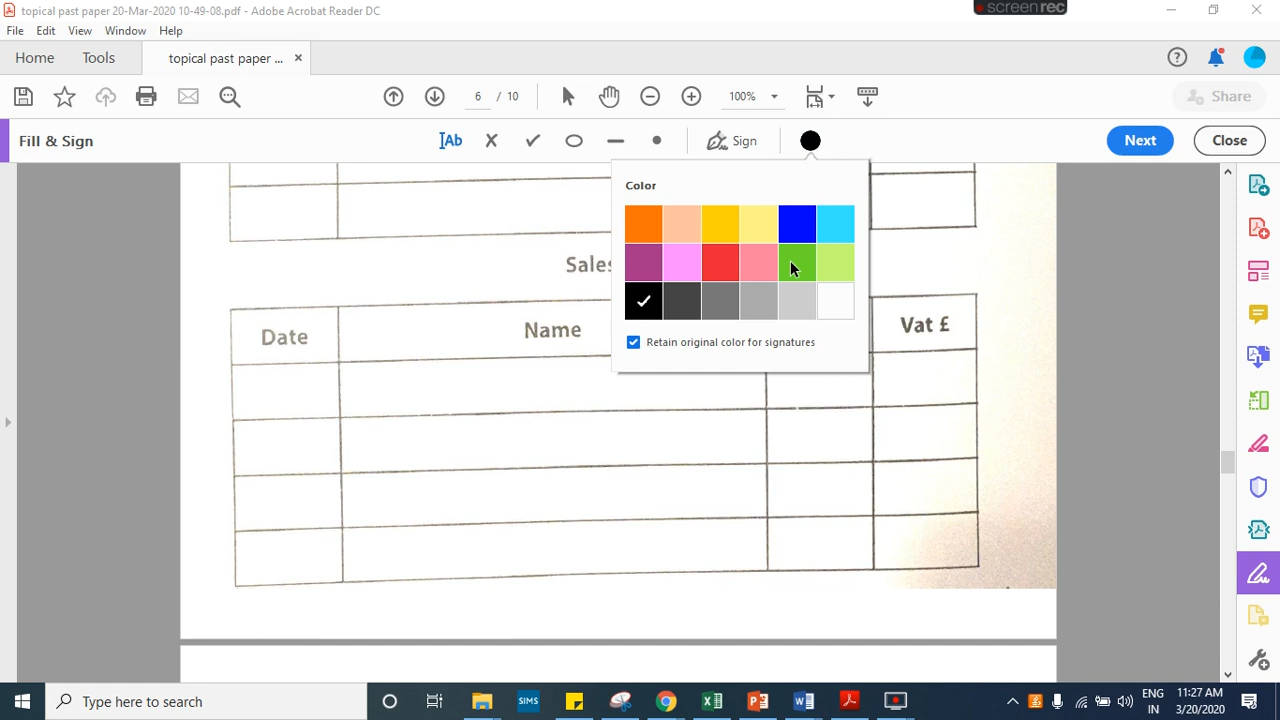 topical past paper 20-Mar-2020 10-49-08.pdf - Adobe Acrobat Reader DC
screenrec
File Edit View Window Help
Home Tools topical past paper ... ×
6 / 10 100% Share
Fill & Sign Ab Sign Next Close
Color
Sales
Retain original color for signatures
Date Name Vat £
Type here to search SIMS ENG 11:27 AM
IN 3/20/2020